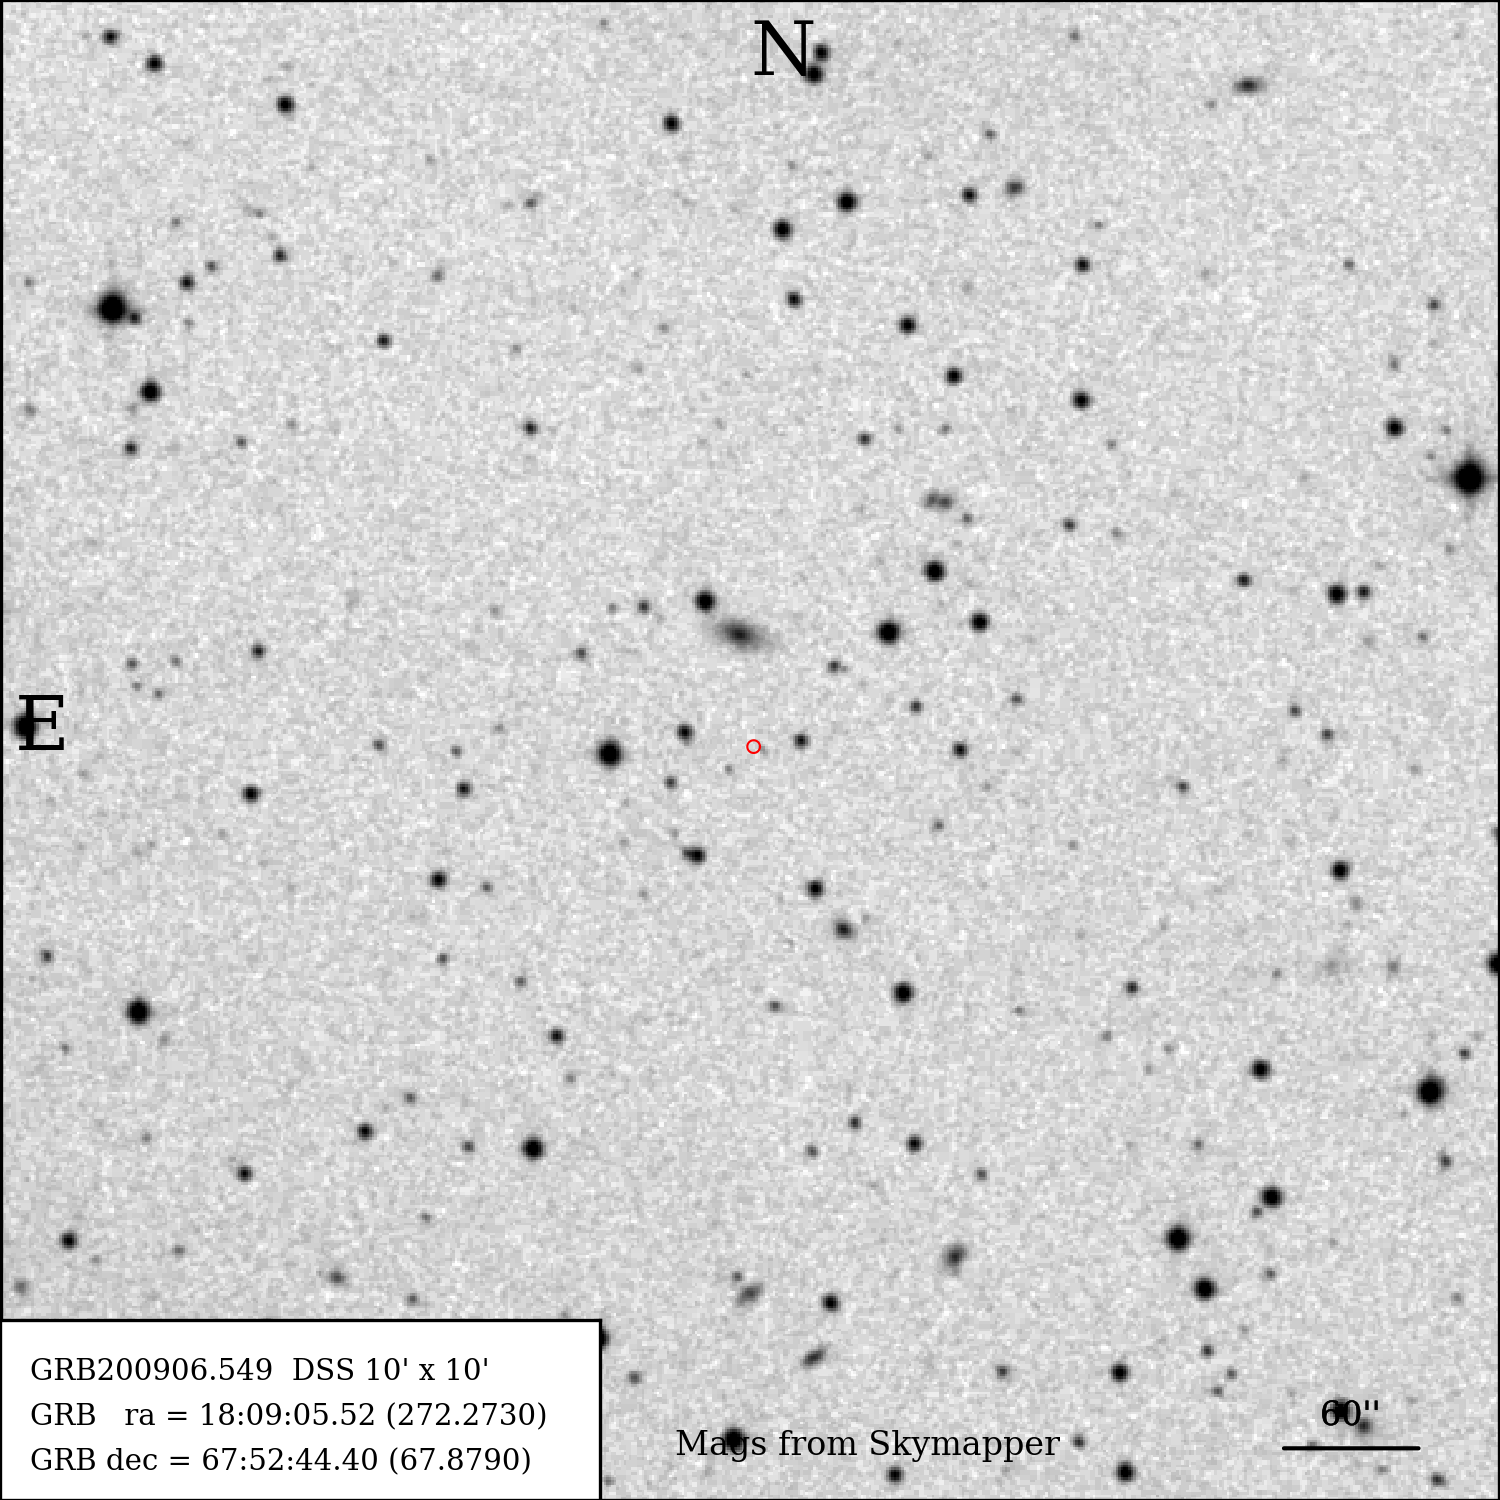 N
E
GRB200906.549  DSS 10' x 10'
GRB   ra = 18:09:05.52 (272.2730)
GRB dec = 67:52:44.40 (67.8790)
Mags from Skymapper
60"